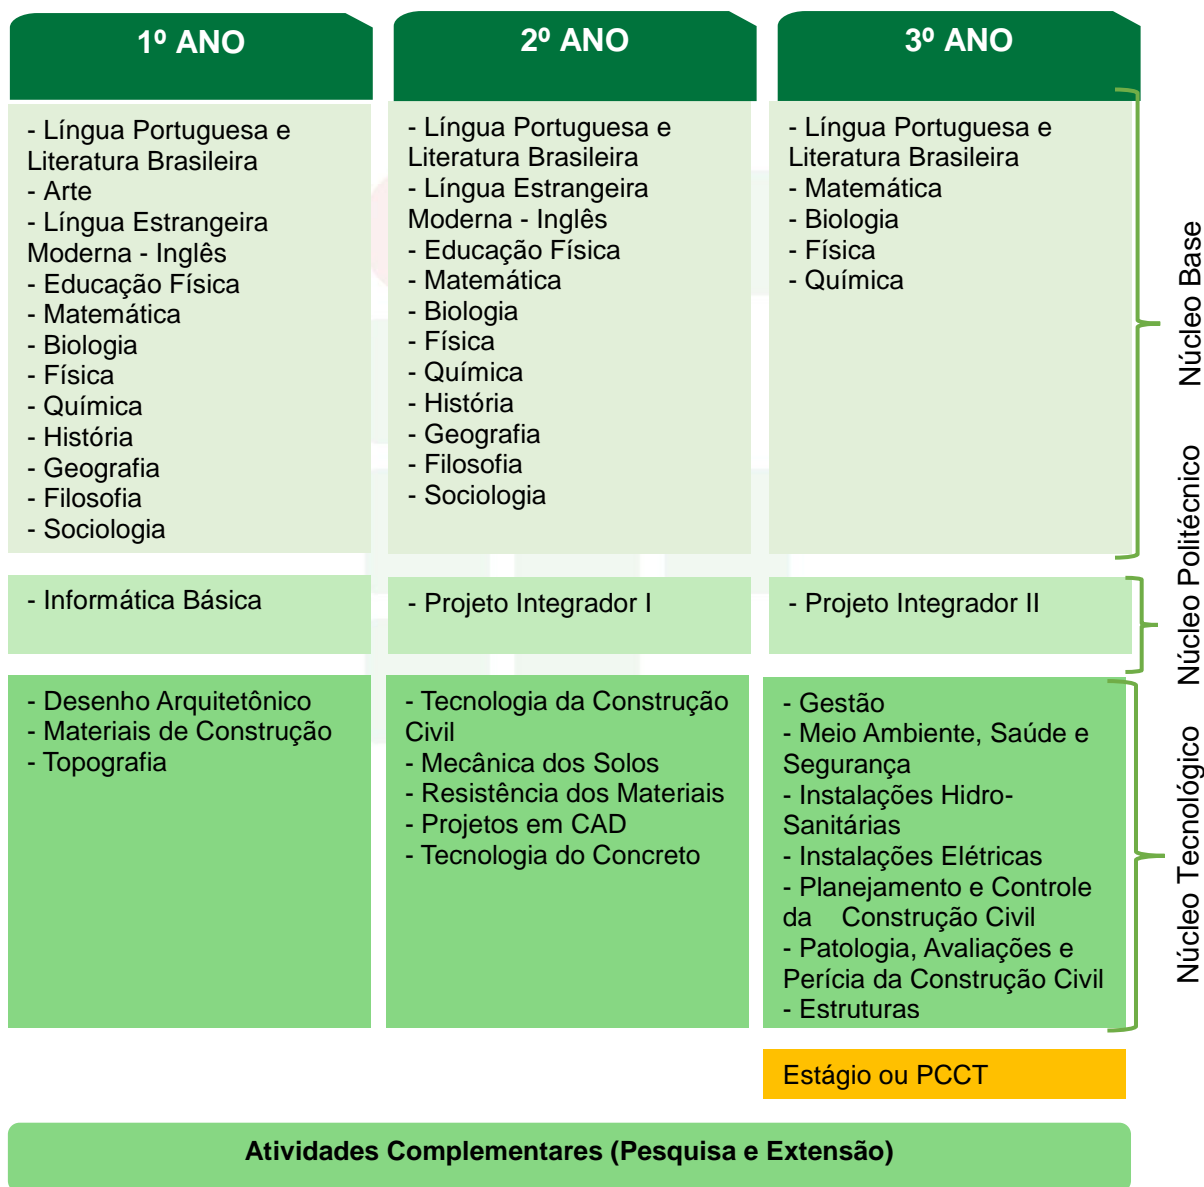 1º ANO
- Língua Portuguesa e
Literatura Brasileira
- Arte
- Língua Estrangeira
Moderna - Inglês
- Educação Física
- Matemática
- Biologia
- Física
- Química
- História
- Geografia
- Filosofia
- Sociologia
- Informática Básica
- Desenho Arquitetônico
- Materiais de Construção
- Topografia
2º ANO
- Língua Portuguesa e
Literatura Brasileira
- Língua Estrangeira
Moderna - Inglês
- Educação Física
- Matemática
- Biologia
- Física
- Química
- História
- Geografia
- Filosofia
- Sociologia
- Projeto Integrador I
- Tecnologia da Construção
Civil
- Mecânica dos Solos
- Resistência dos Materiais
- Projetos em CAD
- Tecnologia do Concreto
3º ANO
- Língua Portuguesa e
Literatura Brasileira
- Matemática
- Biologia
- Física
- Química
- Projeto Integrador II
- Gestão
- Meio Ambiente, Saúde e
Segurança
- Instalações Hidro-
Sanitárias
- Instalações Elétricas
- Planejamento e Controle
da Construção Civil
- Patologia, Avaliações e
Perícia da Construção Civil
- Estruturas
Estágio ou PCCT
Núcleo Base
Núcleo Politécnico
Núcleo Tecnológico
Atividades Complementares (Pesquisa e Extensão)